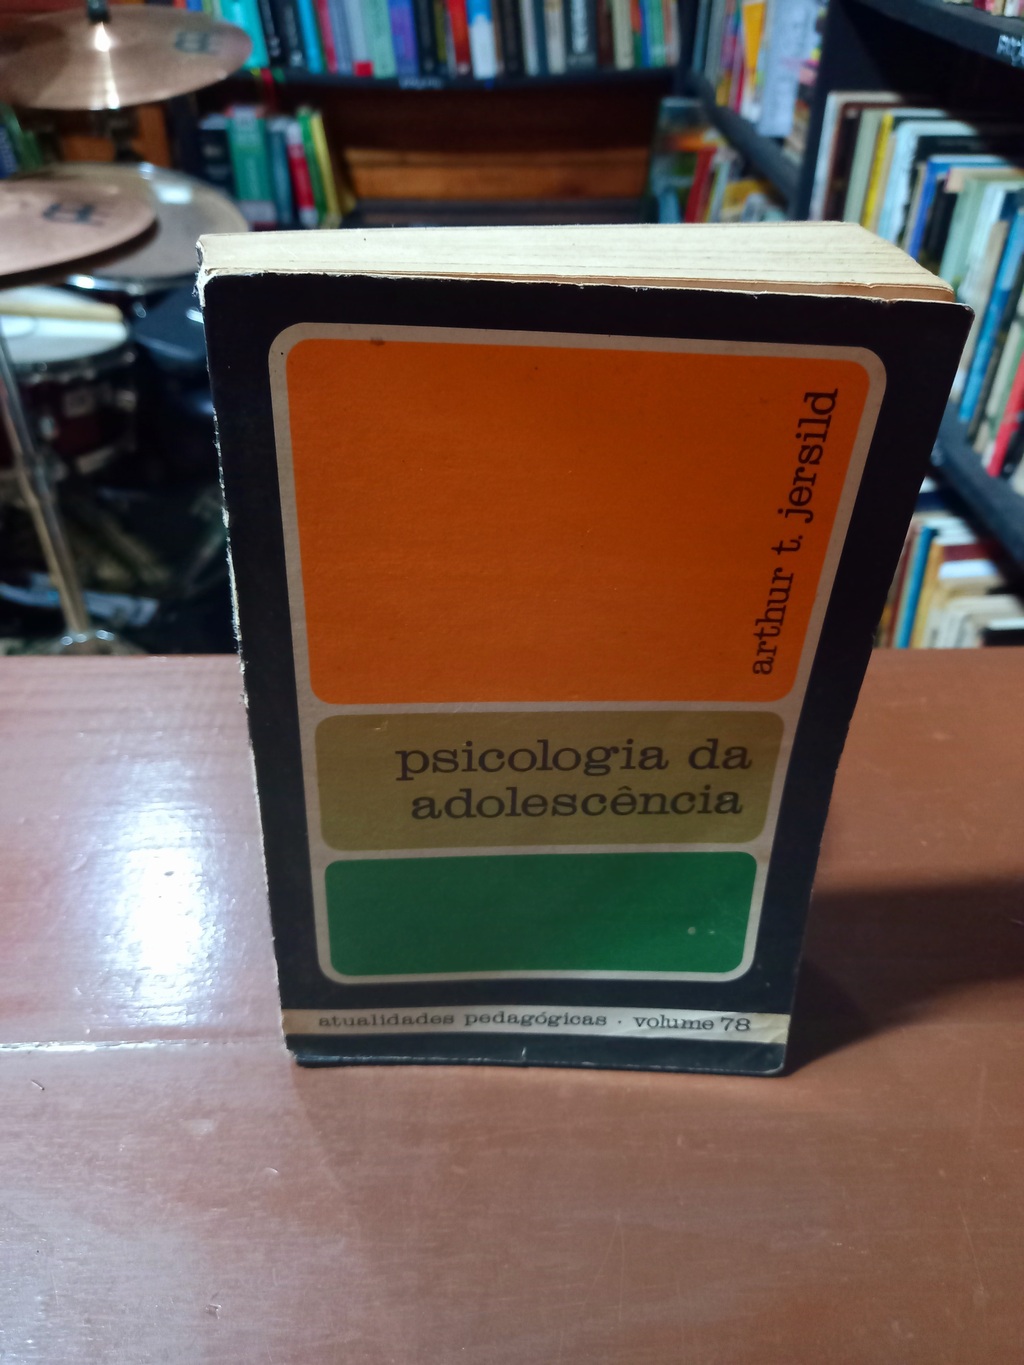 arthur t. jersild
psicologia da
adolescência
atualidades pedagógicas · volume 78